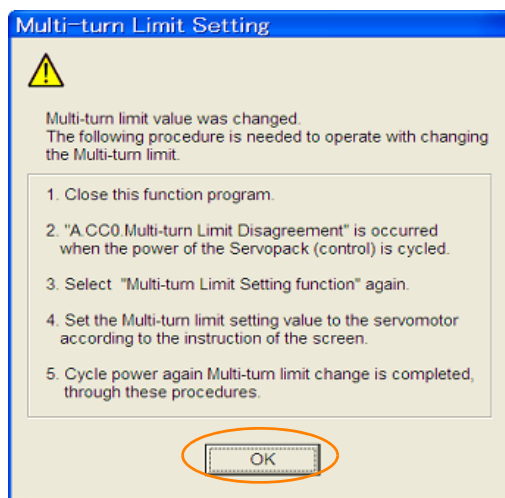 Multi-turn Limit Setting
Multi-turn limit value was changed.
The following procedure is needed to operate with changing
the Multi-turn limit.
1. Close this function program.
2. "A.CC0.Multi-turn Limit Disagreement" is occurred
when the power of the Servopack (control) is cycled.
3. Select "Multi-turn Limit Setting function" again.
4. Set the Multi-turn limit setting value to the servomotor
according to the instruction of the screen.
5. Cycle power again Multi-turn limit change is completed,
through these procedures.
OK